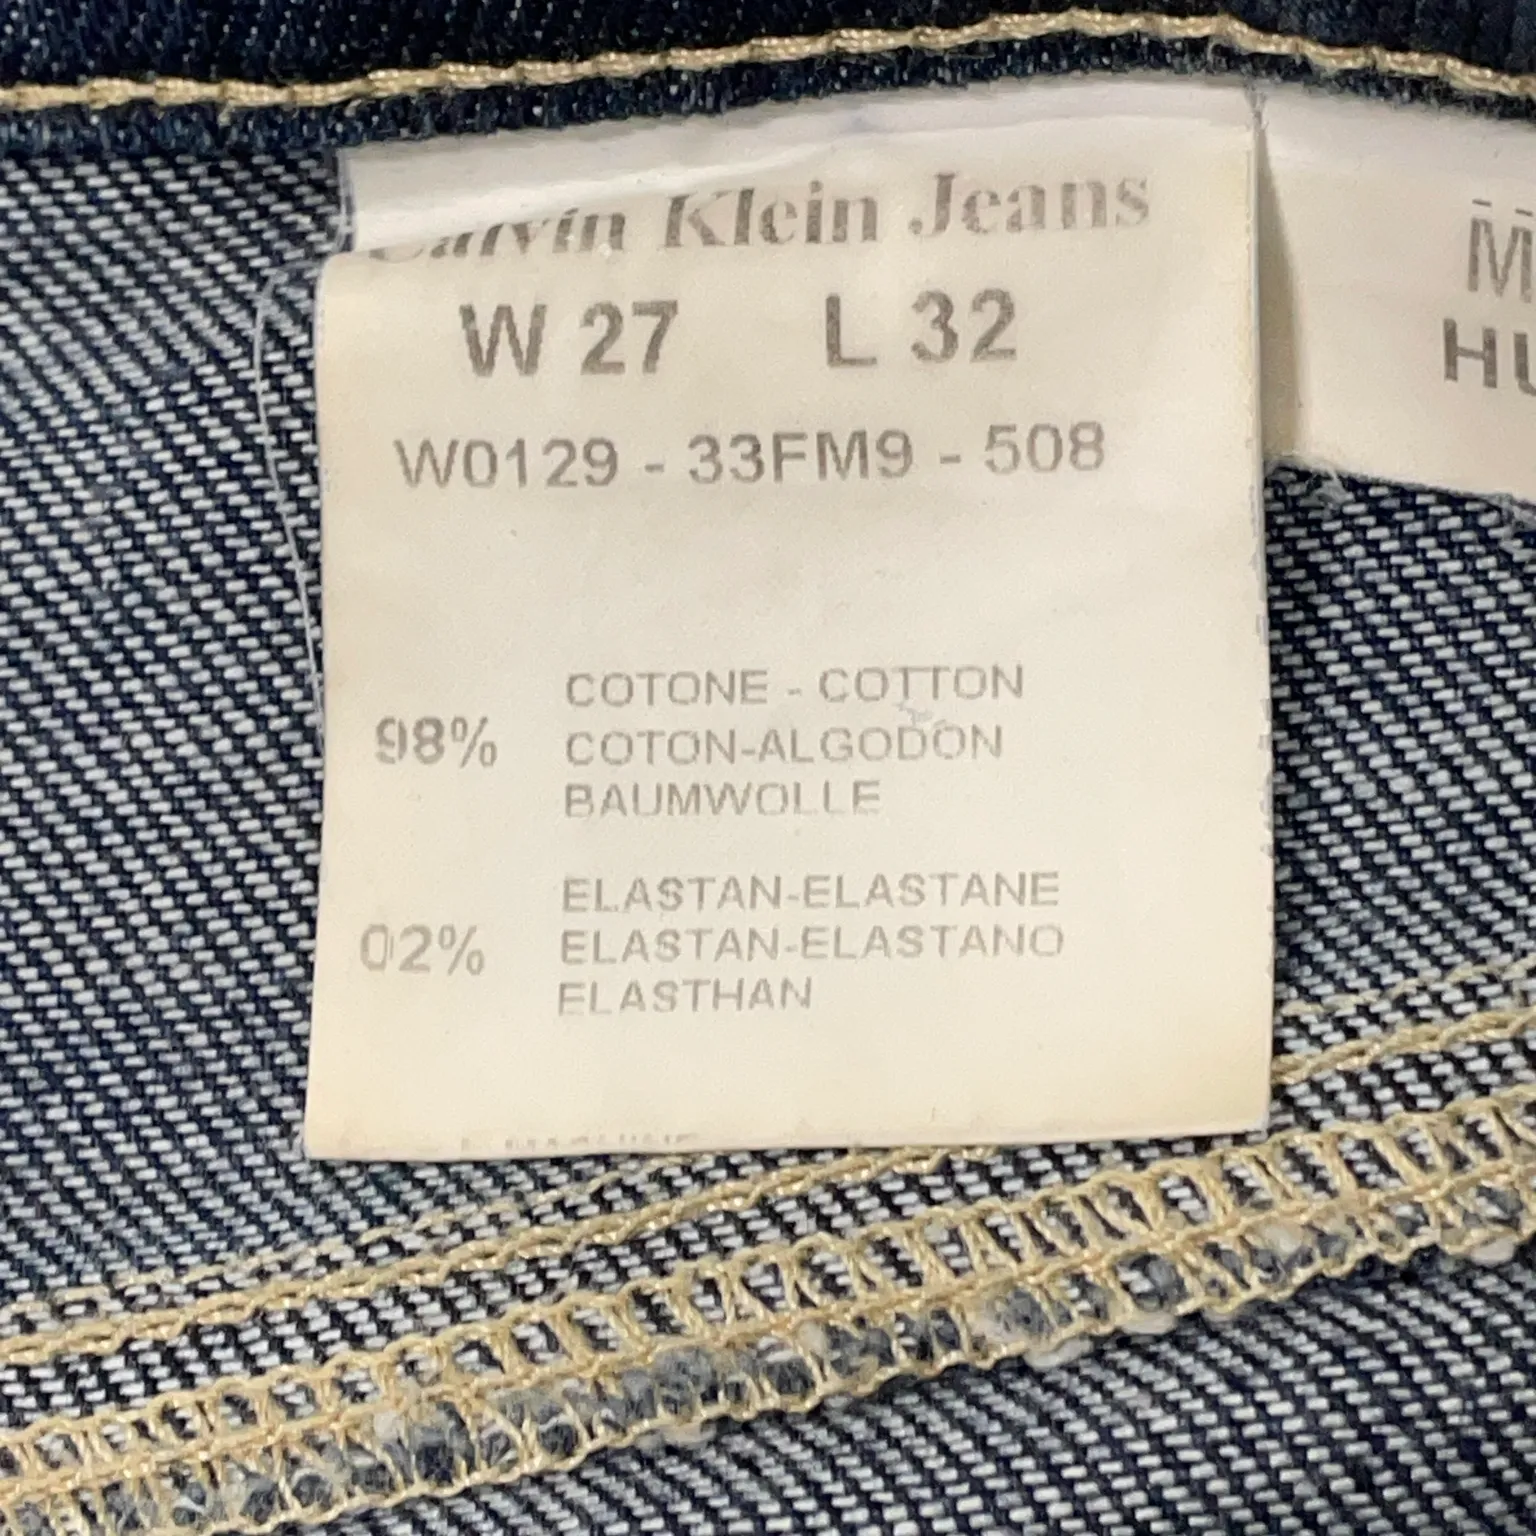 Calvin Klein Jeans
W 27 L 32
W0129 - 33FM9 - 508
98%
COTONE - COTTON
COTON-ALGODON
BAUMWOLLE
02%
ELASTAN-ELASTANE
ELASTAN-ELASTANO
ELASTHAN
M
HU